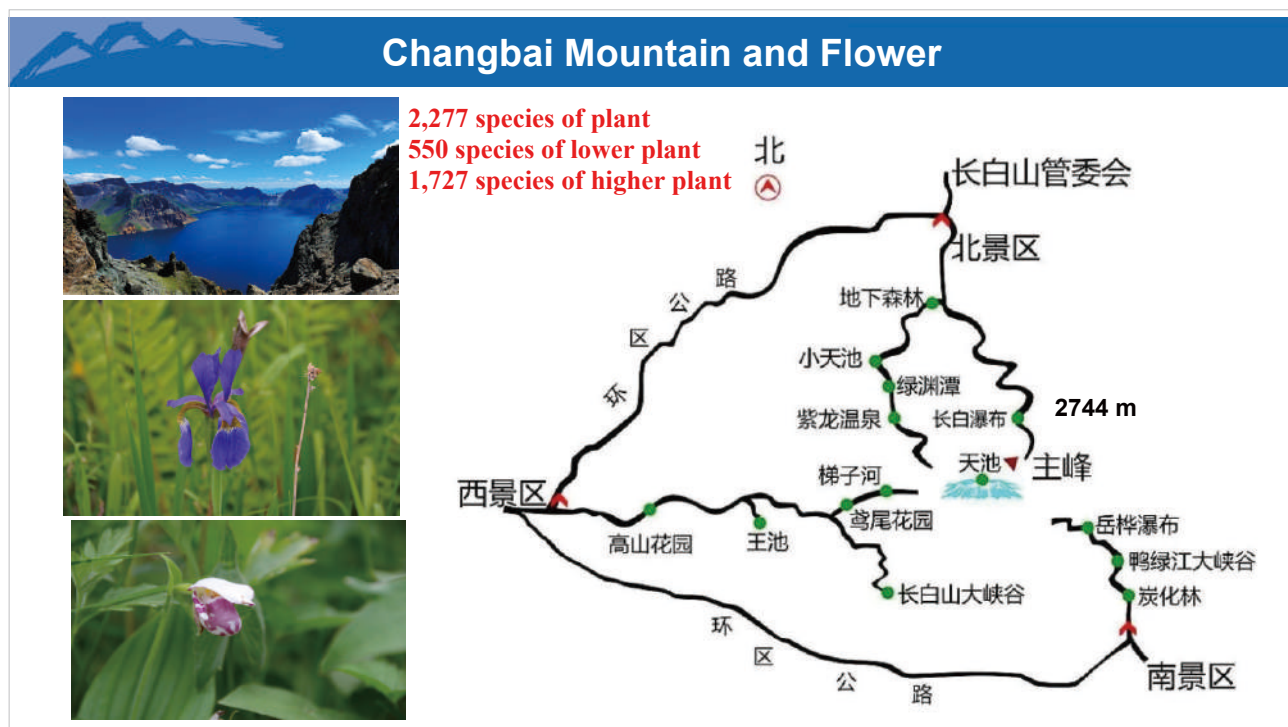 Changbai Mountain and Flower
2,277 species of plant
550 species of lower plant
1,727 species of higher plant
北
长白山管委会
北景区
环区公路
地下森林
小天池
绿渊潭
紫龙温泉
长白瀑布
2744 m
天池
主峰
西景区
梯子河
鸢尾花园
高山花园
王池
长白山大峡谷
岳桦瀑布
鸭绿江大峡谷
炭化林
环区公路
南景区